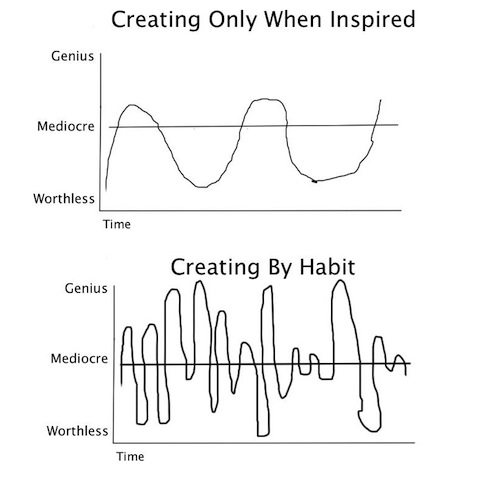 Creating Only When Inspired
Genius
Mediocre
Worthless
Time
Creating By Habit
Genius
Mediocre
Worthless
Time